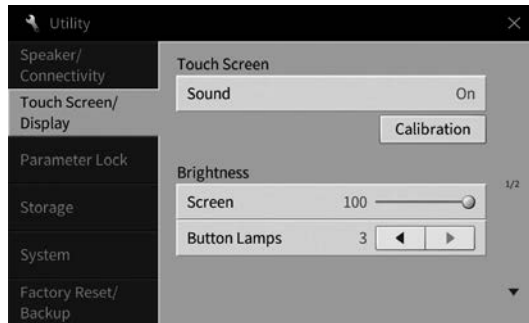 Utility
Speaker/
Connectivity
Touch Screen/
Display
Parameter Lock
Storage
System
Factory Reset/
Backup
Touch Screen
Sound On
Calibration
Brightness
Screen 100
Button Lamps 3
1/2